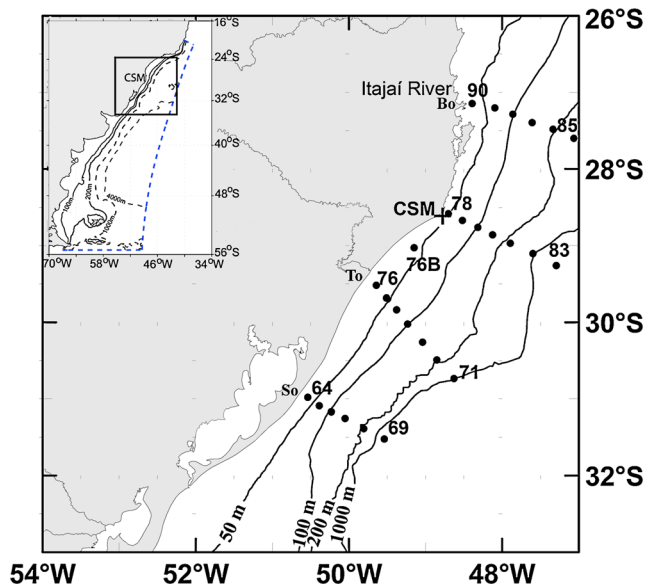 26°S
28°S
30°S
32°S
54°W
52°W
50°W
48°W
16°S
24°S
32°S
40°S
48°S
56°S
70°W
58°W
46°W
34°W
CSM
200m
1000m
4000m
Itajaí River
90
Bo
85
CSM
78
76B
83
To
76
71
So
64
69
50 m
100 m
200 m
1000 m